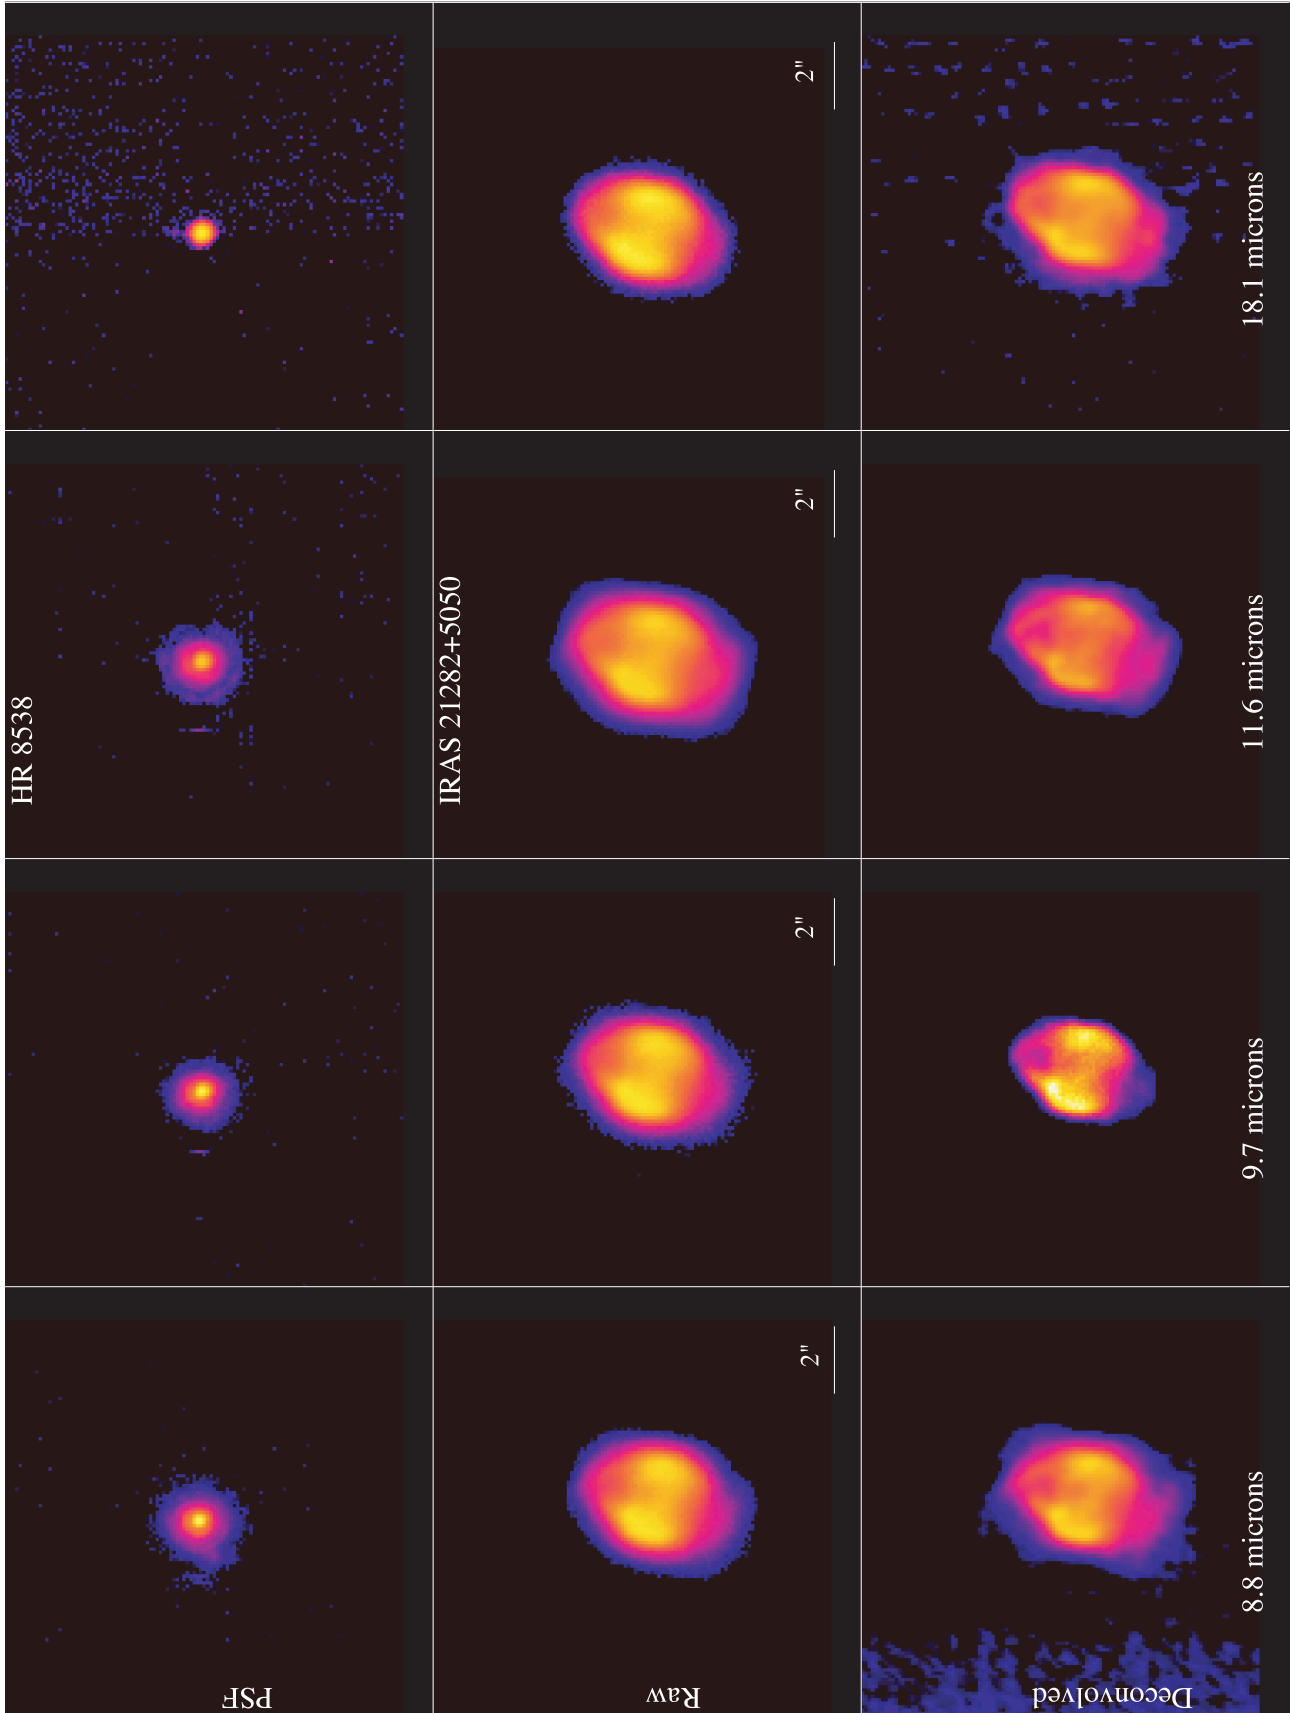 HR 8538
IRAS 21282+5050
PSF
Raw
2"
2"
2"
2"
Deconvolved
8.8 microns
9.7 microns
11.6 microns
18.1 microns